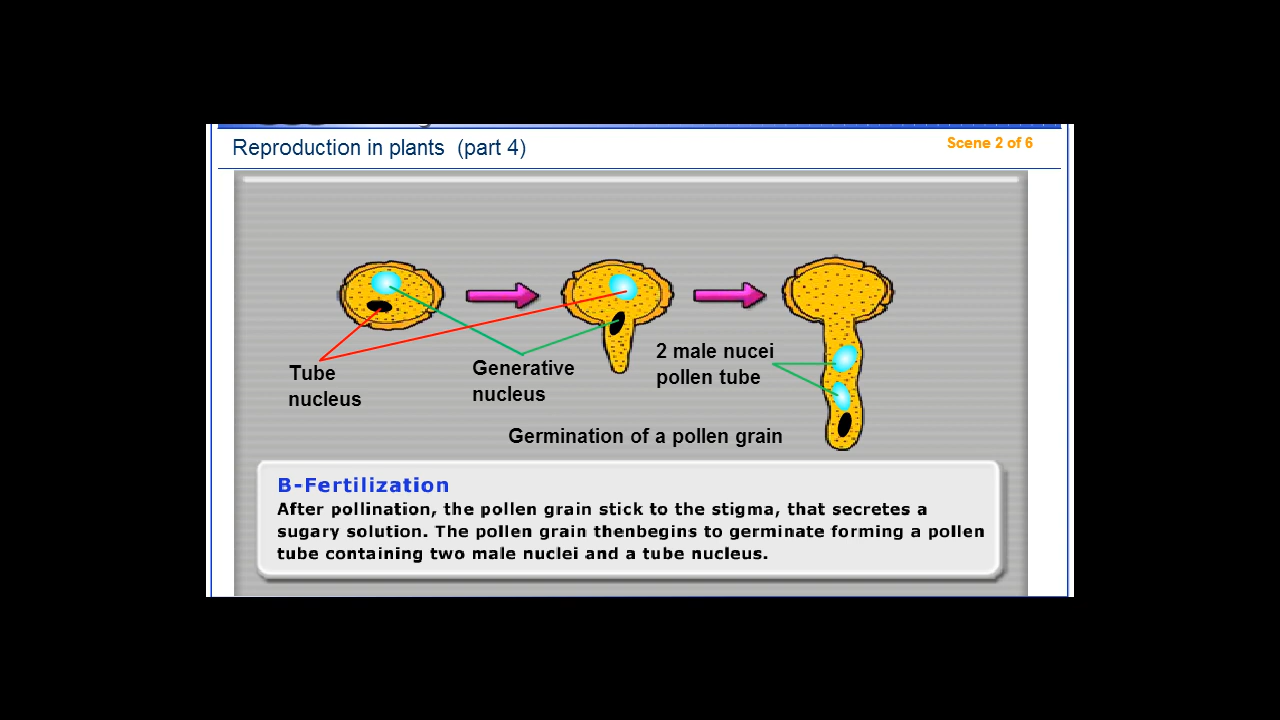 Reproduction in plants (part 4)
Scene 2 of 6
Tube
nucleus
Generative
nucleus
2 male nucei
pollen tube
Germination of a pollen grain
B-Fertilization
After pollination, the pollen grain stick to the stigma, that secretes a
sugary solution. The pollen grain thenbegins to germinate forming a pollen
tube containing two male nuclei and a tube nucleus.